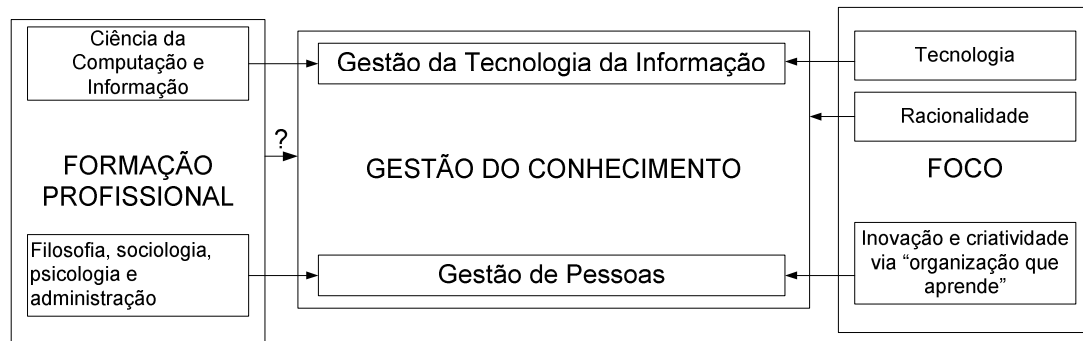 Ciência da
Computação e
Informação
?
FORMAÇÃO
PROFISSIONAL
Filosofia, sociologia,
psicologia e
administração
Gestão da Tecnologia da Informação
GESTÃO DO CONHECIMENTO
Gestão de Pessoas
Tecnologia
Racionalidade
FOCO
Inovação e criatividade
via “organização que
aprende”